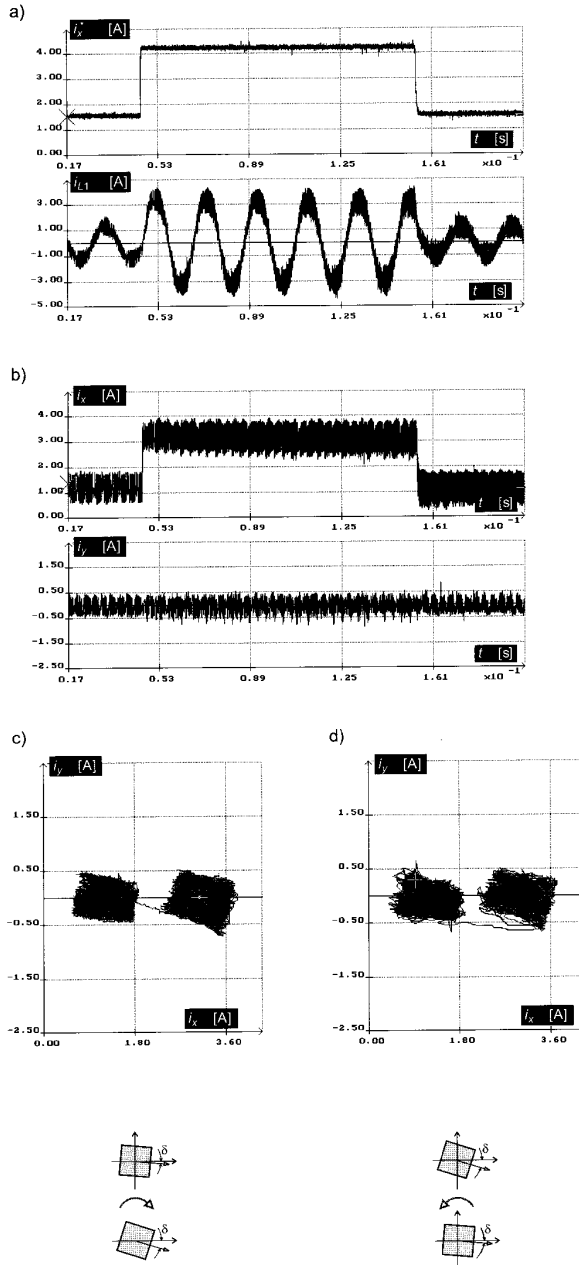 a)
i*x [A]
4.00
3.00
2.00
1.00
0.00
t [s]
0.17 0.53 0.89 1.25 1.61 x10 -1
iL1 [A]
3.00
1.00
-1.00
-3.00
-5.00
t [s]
0.17 0.53 0.89 1.25 1.61 x10 -1
b)
ix [A]
4.00
3.00
2.00
1.00
0.00
t [s]
0.17 0.53 0.89 1.25 1.61 x10 -1
iy [A]
1.50
0.50
-0.50
-1.50
-2.50
t [s]
0.17 0.53 0.89 1.25 1.61 x10 -1
c)
iy [A]
1.50
0.50
-0.50
-1.50
-2.50
ix [A]
0.00 1.80 3.60
d)
iy [A]
1.50
0.50
-0.50
-1.50
-2.50
ix [A]
0.00 1.80 3.60
δ
δ
δ
δ